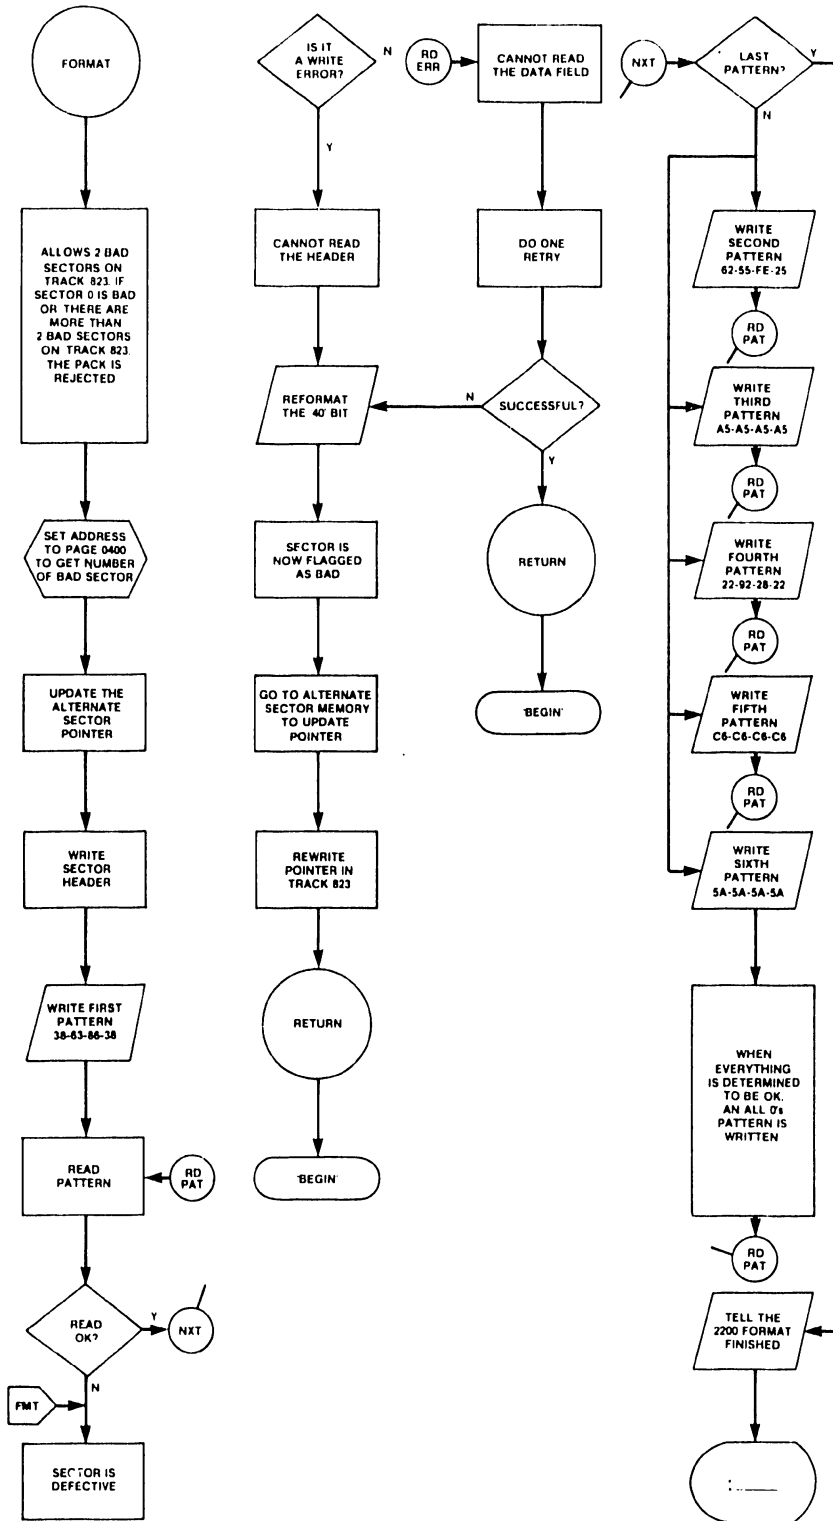 FORMAT
ALLOWS 2 BAD
SECTORS ON
TRACK 823. IF
SECTOR 0 IS BAD
OR THERE ARE
MORE THAN
2 BAD SECTORS
ON TRACK 823.
THE PACK IS
REJECTED
SET ADDRESS
TO PAGE 0400
TO GET NUMBER
OF BAD SECTOR
UPDATE THE
ALTERNATE
SECTOR
POINTER
WRITE
SECTOR
HEADER
WRITE FIRST
PATTERN
38-63-86-38
READ
PATTERN
RD
PAT
READ
OK?
Y
NXT
N
FMT
SECTOR IS
DEFECTIVE
IS IT
A WRITE
ERROR?
N
Y
CANNOT READ
THE HEADER
REFORMAT
THE '40' BIT
SECTOR IS
NOW FLAGGED
AS BAD
GO TO ALTERNATE
SECTOR MEMORY
TO UPDATE
POINTER
REWRITE
POINTER IN
TRACK 823
RETURN
'BEGIN'
RD
ERR
CANNOT READ
THE DATA FIELD
DO ONE
RETRY
SUCCESSFUL?
N
Y
RETURN
'BEGIN'
NXT
LAST
PATTERN?
Y
N
WRITE
SECOND
PATTERN
62-55-FE-25
RD
PAT
WRITE
THIRD
PATTERN
A5-A5-A5-A5
RD
PAT
WRITE
FOURTH
PATTERN
22-92-28-22
RD
PAT
WRITE
FIFTH
PATTERN
C6-C6-C6-C6
RD
PAT
WRITE
SIXTH
PATTERN
5A-5A-5A-5A
WHEN
EVERYTHING
IS DETERMINED
TO BE OK.
AN ALL 0's
PATTERN IS
WRITTEN
RD
PAT
TELL THE
2200 FORMAT
FINISHED
: ____